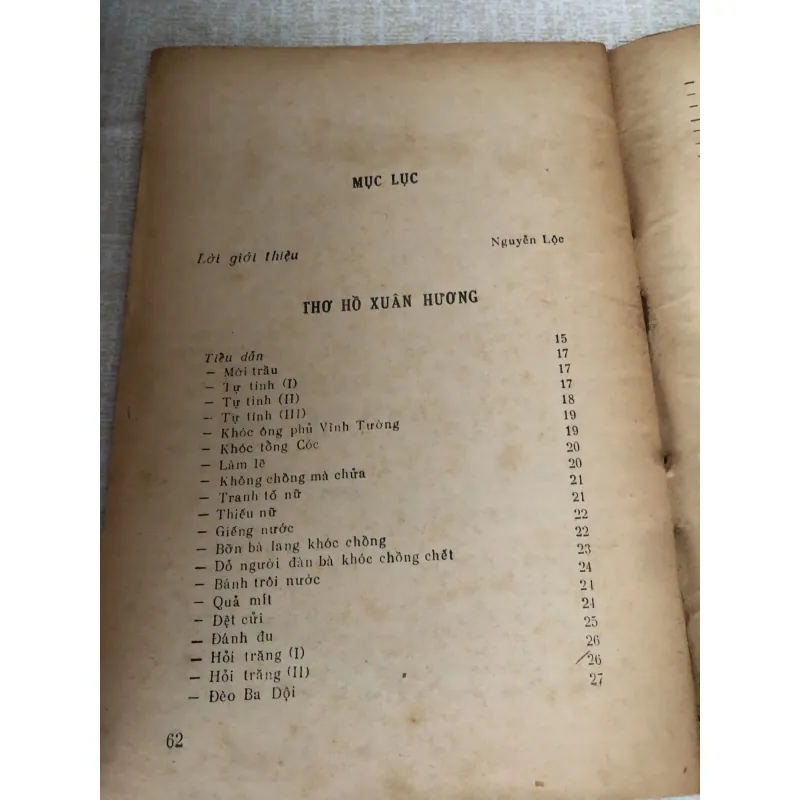 MỤC LỤC
Lời giới thiệu Nguyễn Lộc
THƠ HỒ XUÂN HƯƠNG
Tiểu dẫn 15
— Mời trầu 17
— Tự tình (I) 17
— Tự tình (II) 17
— Tự tình (III) 18
— Khóc ông phủ Vĩnh Tường 19
— Khóc tổng Cóc 19
— Làm lẽ 20
— Không chồng mà chửa 20
— Tranh tố nữ 21
— Thiếu nữ 21
— Giếng nước 22
— Bỡn bà lang khóc chồng 22
— Dỗ người đàn bà khóc chồng chết 23
— Bánh trôi nước 24
— Quả mít 24
— Dệt cửi 24
— Đánh đu 25
— Hỏi trăng (I) 26
— Hỏi trăng (II) 26
— Đèo Ba Dội 27
62